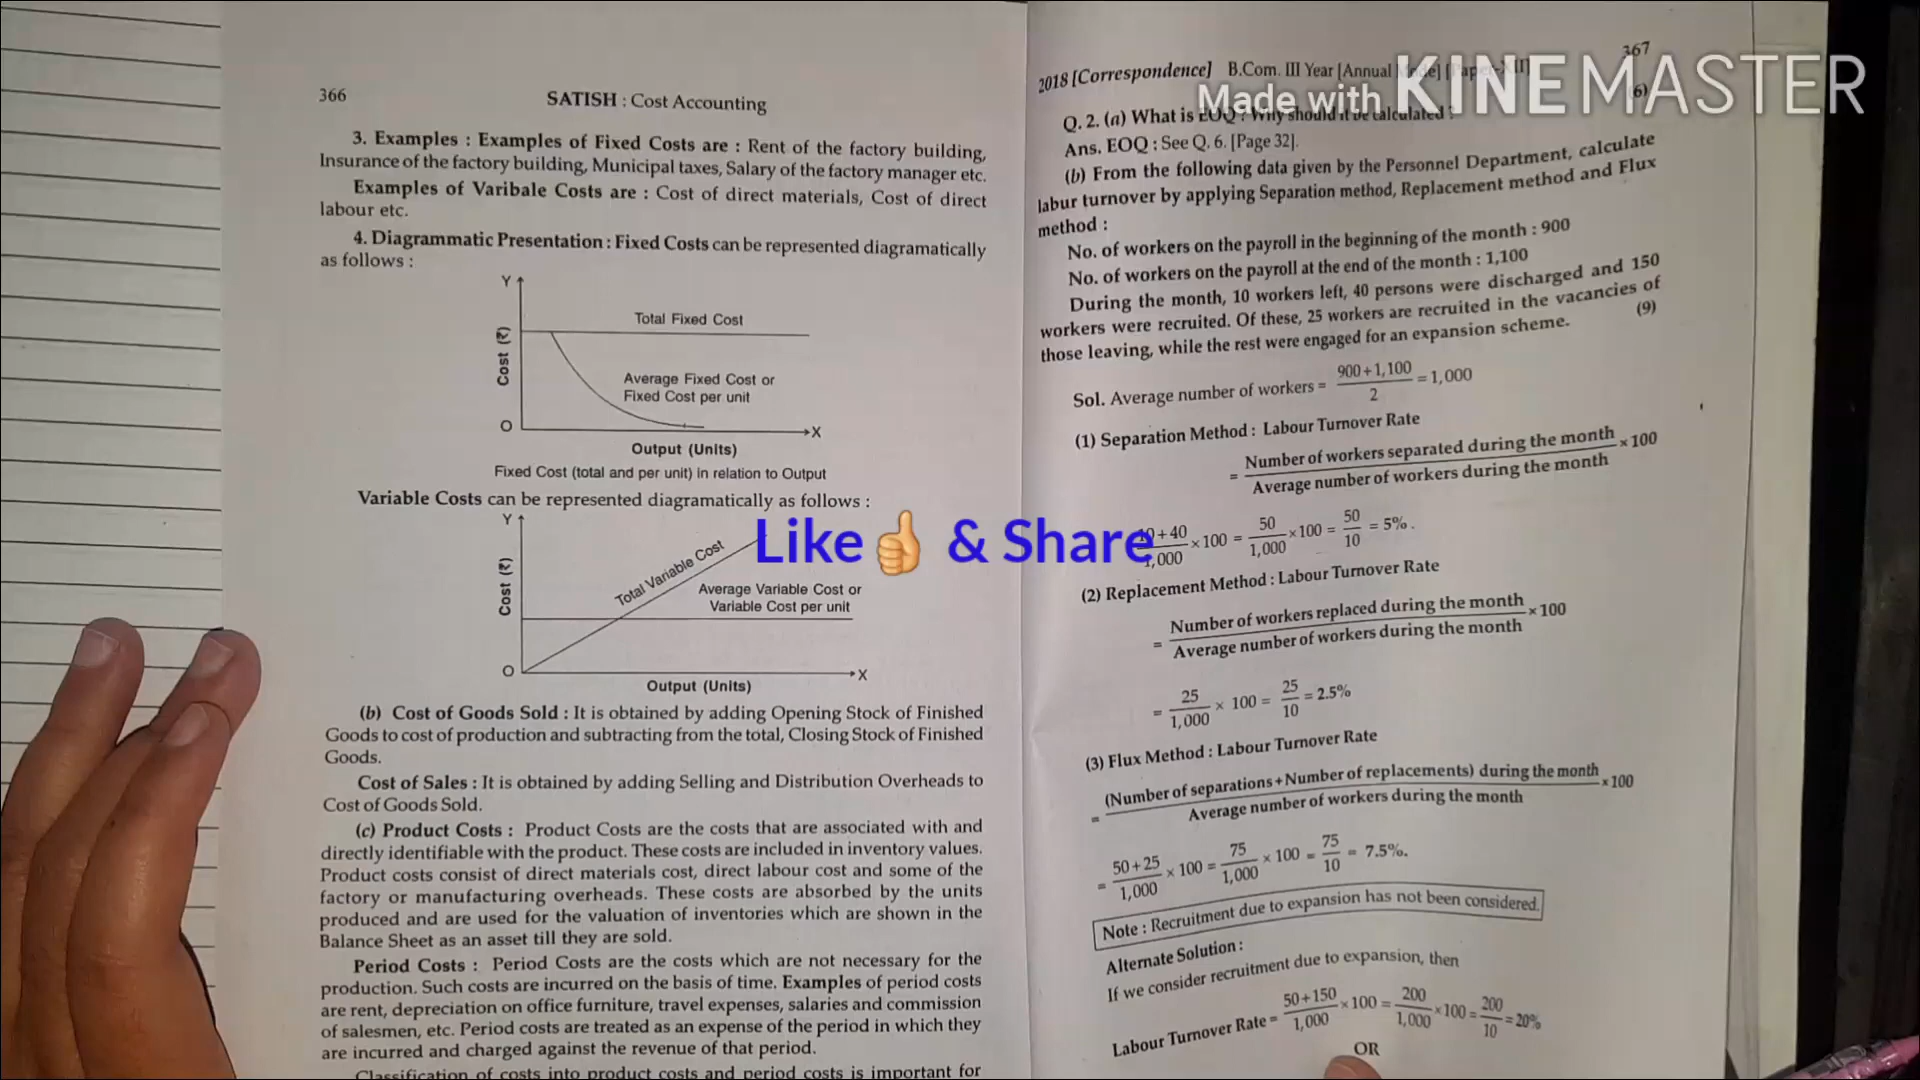 366
SATISH : Cost Accounting
3. Examples : Examples of Fixed Costs are : Rent of the factory building,
Insurance of the factory building, Municipal taxes, Salary of the factory manager etc.
Examples of Varibale Costs are : Cost of direct materials, Cost of direct
labour etc.
4. Diagrammatic Presentation : Fixed Costs can be represented diagramatically
as follows :
Y
Total Fixed Cost
Cost (₹)
Average Fixed Cost or
Fixed Cost per unit
O
X
Output (Units)
Fixed Cost (total and per unit) in relation to Output
Variable Costs can be represented diagramatically as follows :
Y
Total Variable Cost
Cost (₹)
Average Variable Cost or
Variable Cost per unit
O
X
Output (Units)
(b) Cost of Goods Sold : It is obtained by adding Opening Stock of Finished
Goods to cost of production and subtracting from the total, Closing Stock of Finished
Goods.
Cost of Sales : It is obtained by adding Selling and Distribution Overheads to
Cost of Goods Sold.
(c) Product Costs : Product Costs are the costs that are associated with and
directly identifiable with the product. These costs are included in inventory values.
Product costs consist of direct materials cost, direct labour cost and some of the
factory or manufacturing overheads. These costs are absorbed by the units
produced and are used for the valuation of inventories which are shown in the
Balance Sheet as an asset till they are sold.
Period Costs : Period Costs are the costs which are not necessary for the
production. Such costs are incurred on the basis of time. Examples of period costs
are rent, depreciation on office furniture, travel expenses, salaries and commission
of salesmen, etc. Period costs are treated as an expense of the period in which they
are incurred and charged against the revenue of that period.
Classification of costs into product costs and period costs is important for
367
2018 [Correspondence] B.Com. III Year [Annual
Made with KINEMASTER
(6)
Q. 2. (a) What is EOQ ? Why should it be calculated ?
Ans. EOQ : See Q. 6. [Page 32].
(b) From the following data given by the Personnel Department, calculate
labur turnover by applying Separation method, Replacement method and Flux
method :
No. of workers on the payroll in the beginning of the month : 900
No. of workers on the payroll at the end of the month : 1,100
During the month, 10 workers left, 40 persons were discharged and 150
workers were recruited. Of these, 25 workers are recruited in the vacancies of
those leaving, while the rest were engaged for an expansion scheme. (9)
Sol. Average number of workers = 900+1,100 / 2 = 1,000
(1) Separation Method : Labour Turnover Rate
= Number of workers separated during the month / Average number of workers during the month × 100
Like👍 & Share
10+40 / 1,000 × 100 = 50 / 1,000 × 100 = 50 / 10 = 5% .
(2) Replacement Method : Labour Turnover Rate
= Number of workers replaced during the month / Average number of workers during the month × 100
= 25 / 1,000 × 100 = 25 / 10 = 2.5%
(3) Flux Method : Labour Turnover Rate
= (Number of separations + Number of replacements) during the month / Average number of workers during the month × 100
= 50+25 / 1,000 × 100 = 75 / 1,000 × 100 = 75 / 10 = 7.5%.
Note : Recruitment due to expansion has not been considered.
Alternate Solution :
If we consider recruitment due to expansion, then
Labour Turnover Rate = 50+150 / 1,000 × 100 = 200 / 1,000 × 100 = 200 / 10 = 20%
OR